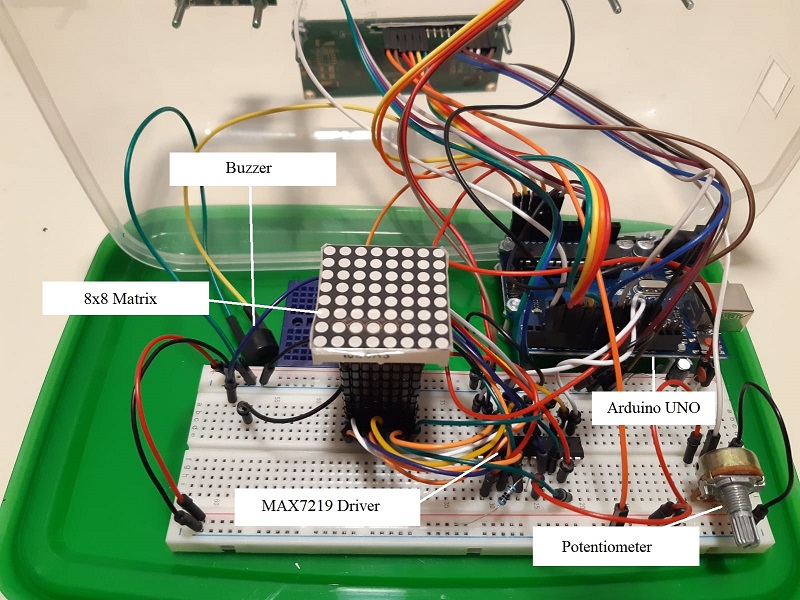 Buzzer
8x8 Matrix
Arduino UNO
MAX7219 Driver
Potentiometer